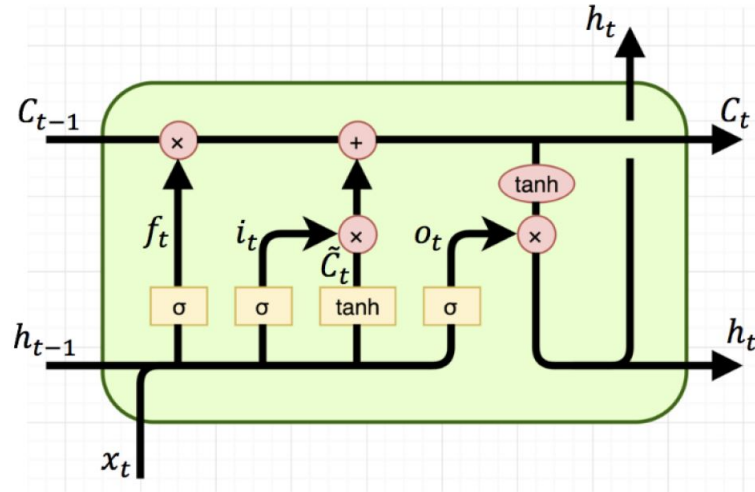 h_t
C_{t-1}
C_t
×
+
tanh
f_t
i_t
×
o_t
×
C̃_t
σ
σ
tanh
σ
h_{t-1}
h_t
x_t